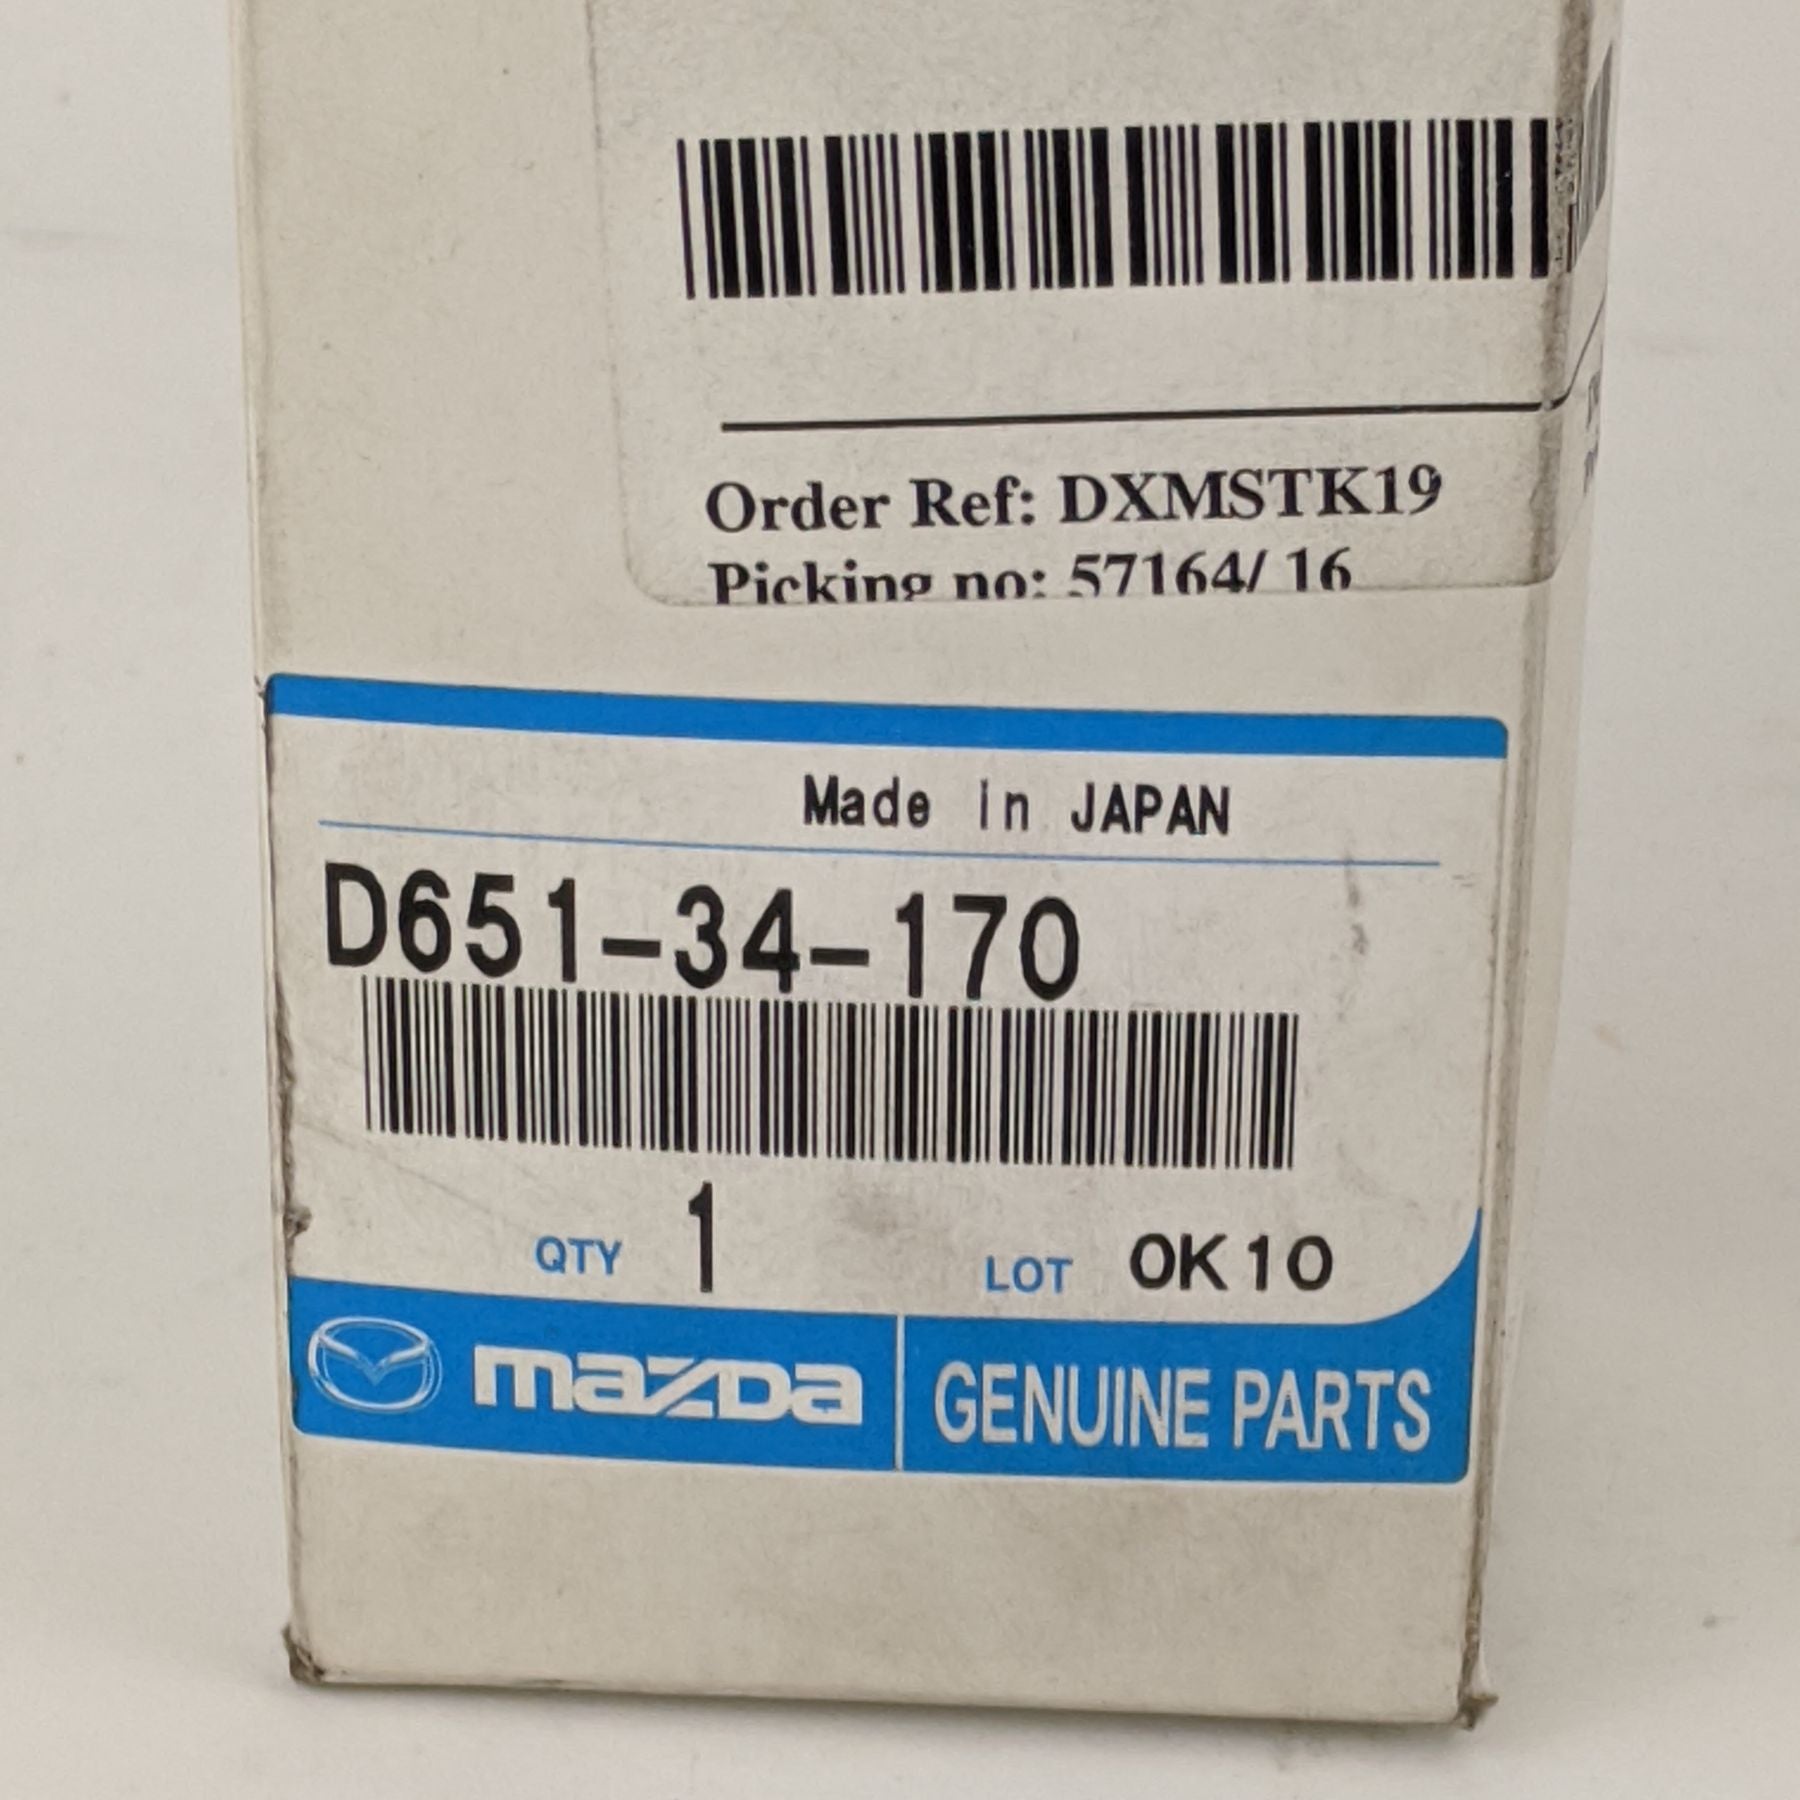 Order Ref: DXMSTK19
Picking no: 57164/ 16
Made in JAPAN
D651-34-170
QTY 1 LOT OK10
mazda GENUINE PARTS